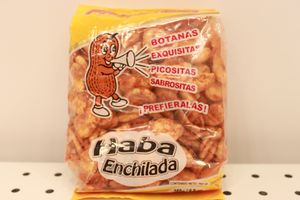 BOTANAS
EXQUISITAS
PICOSITAS
SABROSITAS
¡PREFIERALAS!
Haba
Enchilada